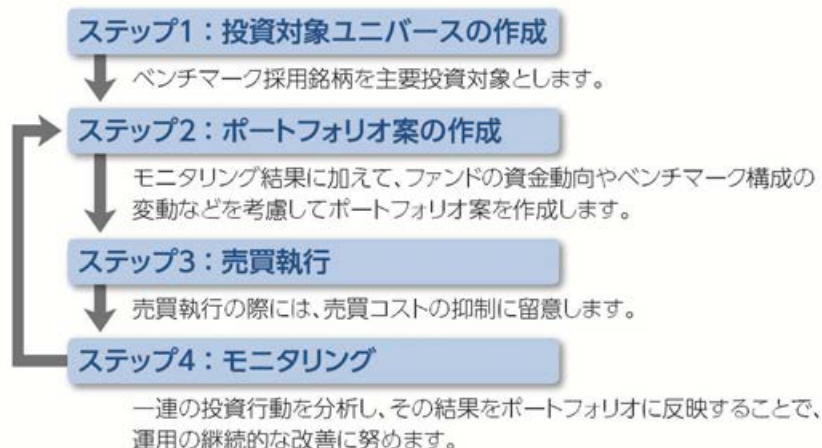 ステップ1：投資対象ユニバースの作成
ベンチマーク採用銘柄を主要投資対象とします。
ステップ2：ポートフォリオ案の作成
モニタリング結果に加えて、ファンドの資金動向やベンチマーク構成の
変動などを考慮してポートフォリオ案を作成します。
ステップ3：売買執行
売買執行の際には、売買コストの抑制に留意します。
ステップ4：モニタリング
一連の投資行動を分析し、その結果をポートフォリオに反映することで、
運用の継続的な改善に努めます。